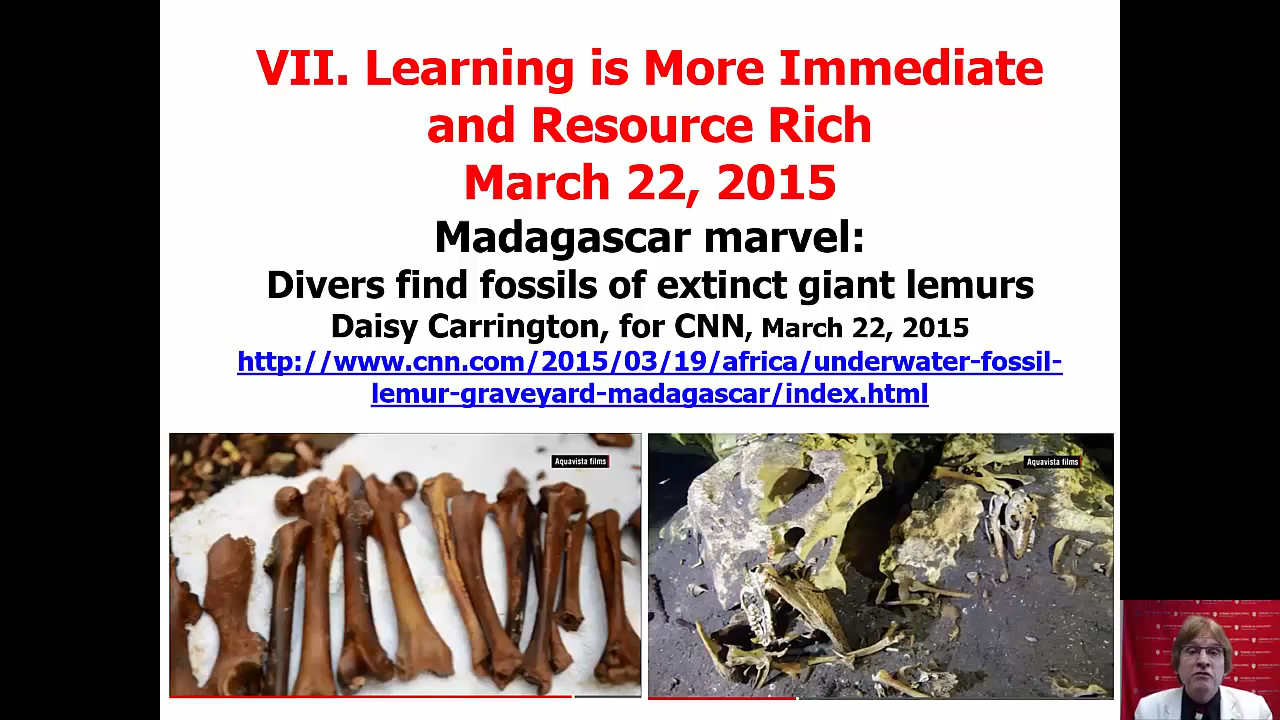 VII. Learning is More Immediate
and Resource Rich
March 22, 2015
Madagascar marvel:
Divers find fossils of extinct giant lemurs
Daisy Carrington, for CNN, March 22, 2015
http://www.cnn.com/2015/03/19/africa/underwater-fossil-
lemur-graveyard-madagascar/index.html
Aquavista films
Aquavista films